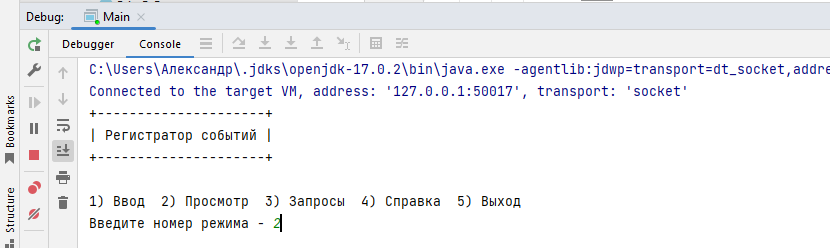 Debug: Main
Debugger Console
C:\Users\Александр\.jdks\openjdk-17.0.2\bin\java.exe -agentlib:jdwp=transport=dt_socket,addre
Connected to the target VM, address: '127.0.0.1:50017', transport: 'socket'
+---------------------+
| Регистратор событий |
+---------------------+
1) Ввод 2) Просмотр 3) Запросы 4) Справка 5) Выход
Введите номер режима - 2
Bookmarks
Structure